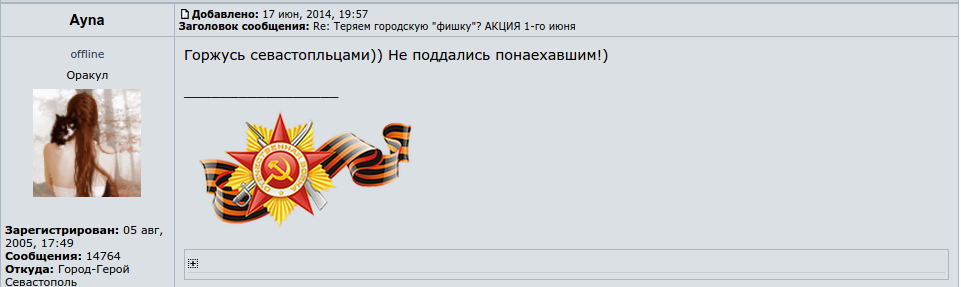 Ayna
Добавлено: 17 июн, 2014, 19:57
Заголовок сообщения: Re: Теряем городскую "фишку"? АКЦИЯ 1-го июня
offline
Оракул
Зарегистрирован: 05 авг,
2005, 17:49
Сообщения: 14764
Откуда: Город-Герой
Севастополь
Горжусь севастопльцами)) Не поддались понаехавшим!)
___________________
ОТЕЧЕСТВЕННАЯ ВОЙНА